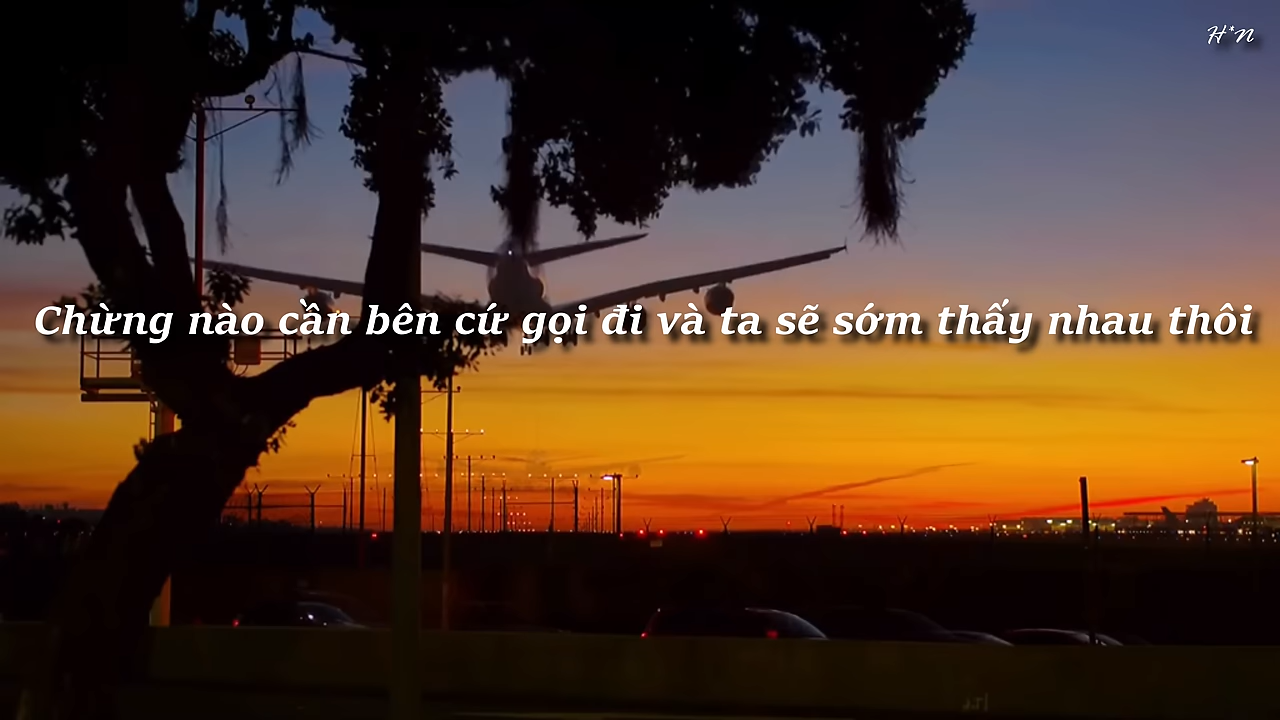 H*N
Chừng nào cần bên cứ gọi đi và ta sẽ sớm thấy nhau thôi